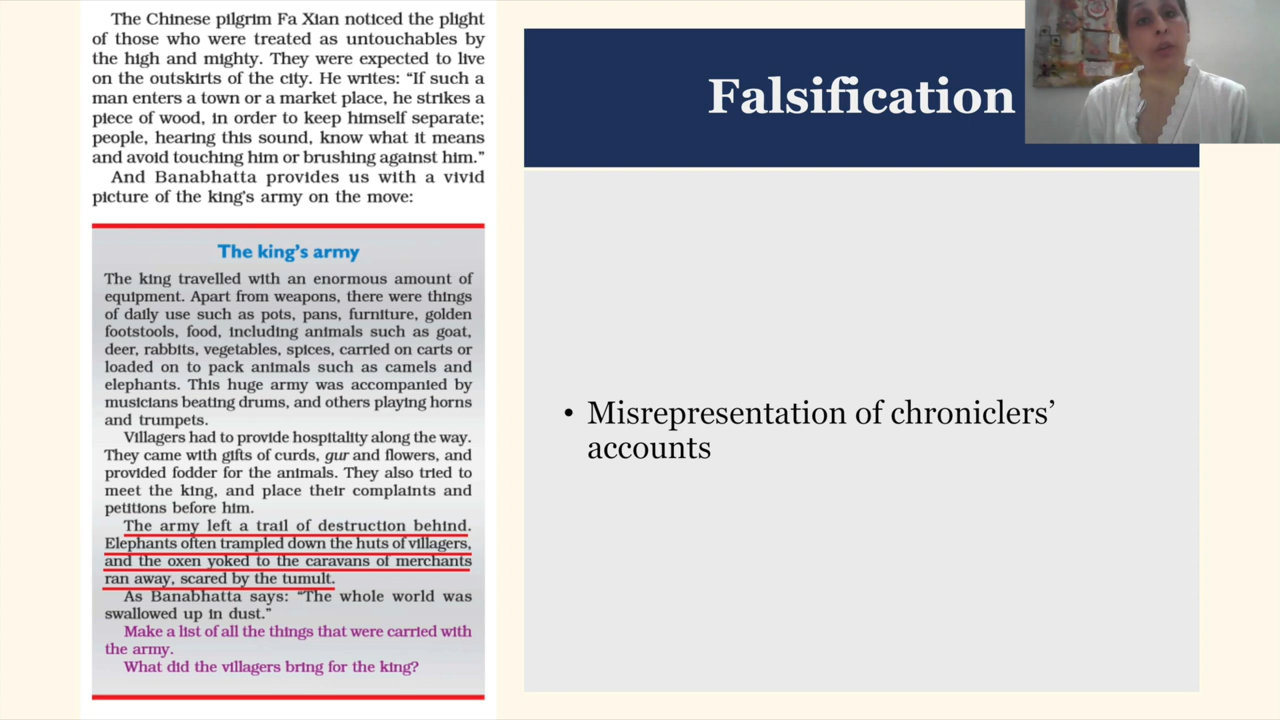 The Chinese pilgrim Fa Xian noticed the plight
of those who were treated as untouchables by
the high and mighty. They were expected to live
on the outskirts of the city. He writes: “If such a
man enters a town or a market place, he strikes a
piece of wood, in order to keep himself separate;
people, hearing this sound, know what it means
and avoid touching him or brushing against him.”
And Banabhatta provides us with a vivid
picture of the king’s army on the move:
The king’s army
The king travelled with an enormous amount of
equipment. Apart from weapons, there were things
of daily use such as pots, pans, furniture, golden
footstools, food, including animals such as goat,
deer, rabbits, vegetables, spices, carried on carts or
loaded on to pack animals such as camels and
elephants. This huge army was accompanied by
musicians beating drums, and others playing horns
and trumpets.
Villagers had to provide hospitality along the way.
They came with gifts of curds, gur and flowers, and
provided fodder for the animals. They also tried to
meet the king, and place their complaints and
petitions before him.
The army left a trail of destruction behind.
Elephants often trampled down the huts of villagers,
and the oxen yoked to the caravans of merchants
ran away, scared by the tumult.
As Banabhatta says: “The whole world was
swallowed up in dust.”
Make a list of all the things that were carried with
the army.
What did the villagers bring for the king?
Falsification
• Misrepresentation of chroniclers’
accounts